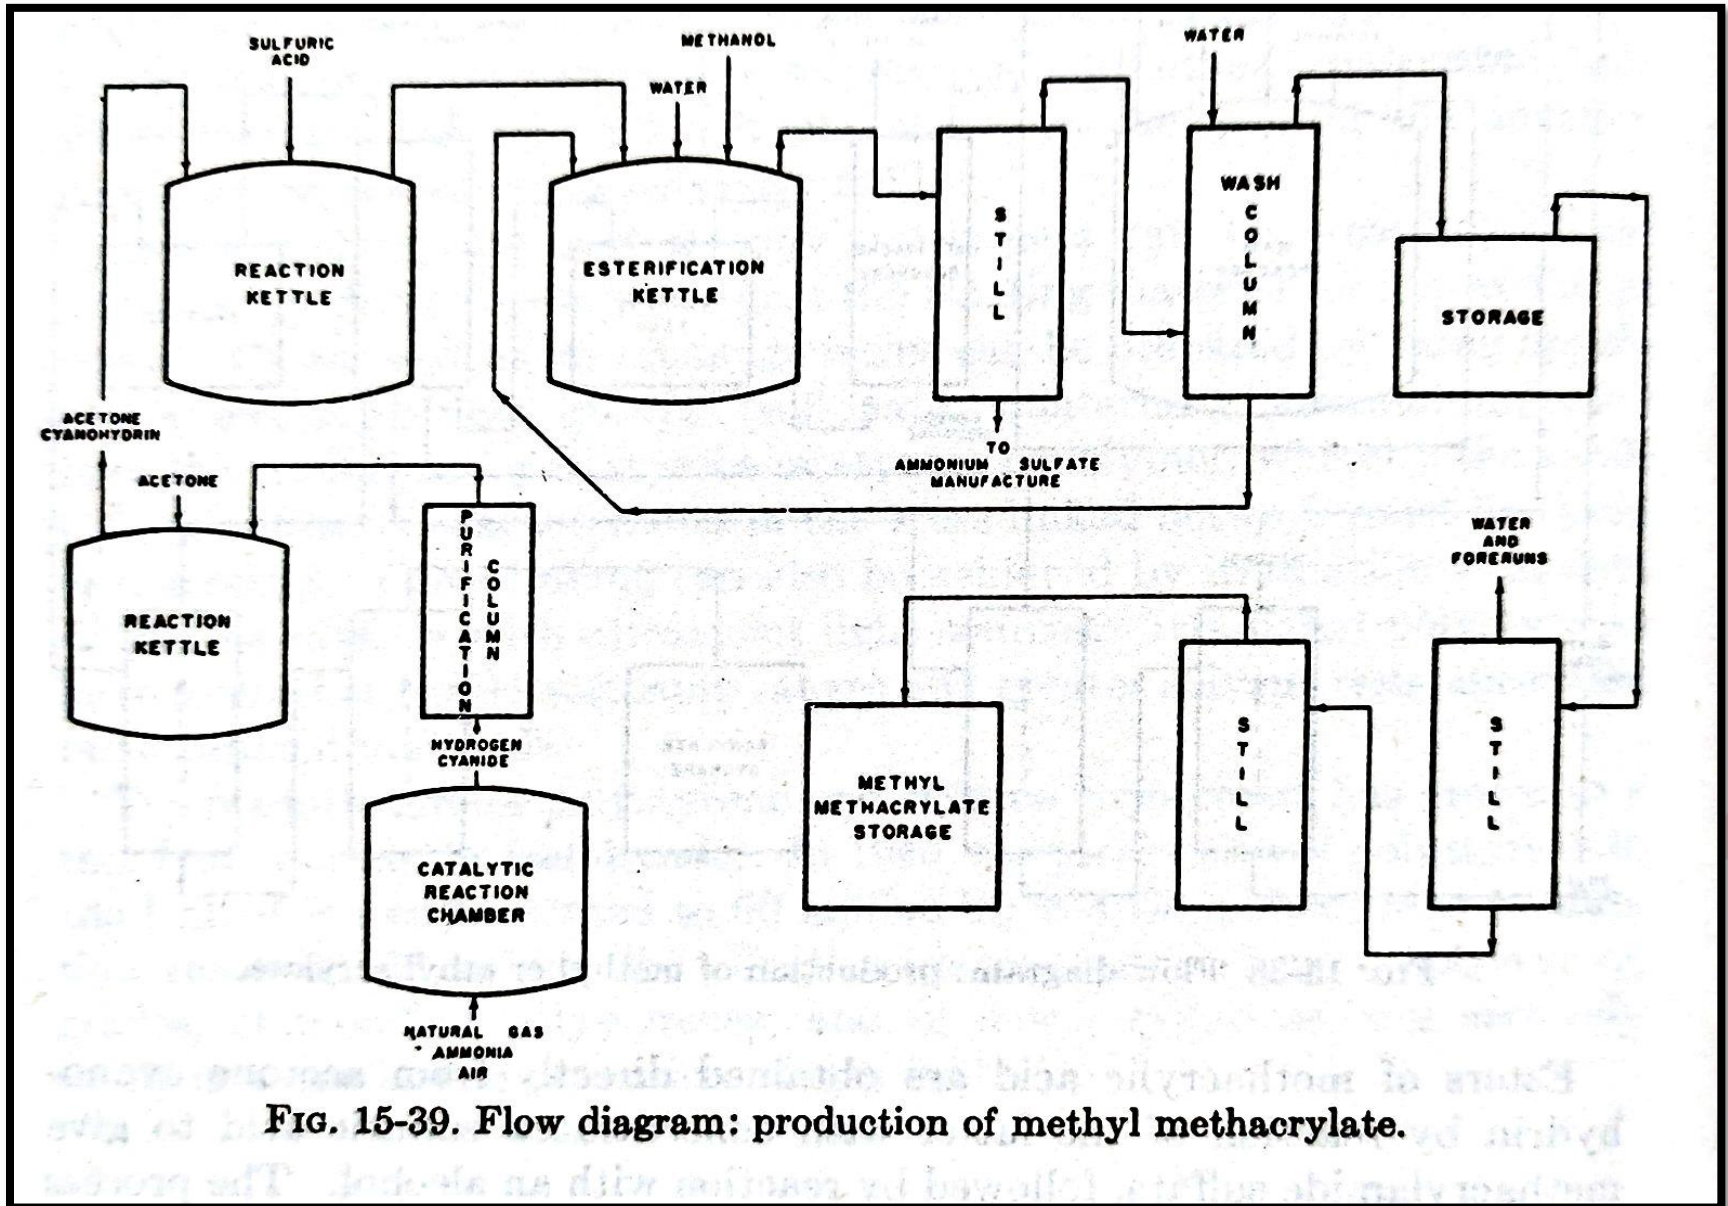 SULFURIC
ACID
METHANOL
WATER
WATER
REACTION
KETTLE
ESTERIFICATION
KETTLE
STILL
WASH
COLUMN
STORAGE
ACETONE
CYANOHYDRIN
TO
AMMONIUM SULFATE
MANUFACTURE
ACETONE
REACTION
KETTLE
PURIFICATION
COLUMN
HYDROGEN
CYANIDE
CATALYTIC
REACTION
CHAMBER
NATURAL GAS
AMMONIA
AIR
WATER
AND
FORERUNS
METHYL
METHACRYLATE
STORAGE
STILL
STILL
FIG. 15-39. Flow diagram: production of methyl methacrylate.